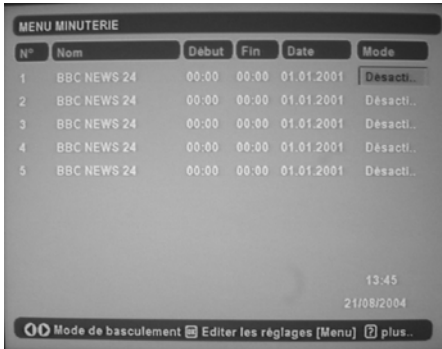 MENU MINUTERIE
N° Nom Début Fin Date Mode
1 BBC NEWS 24 00:00 00:00 01.01.2001 Désacti..
2 BBC NEWS 24 00:00 00:00 01.01.2001 Désacti..
3 BBC NEWS 24 00:00 00:00 01.01.2001 Désacti..
4 BBC NEWS 24 00:00 00:00 01.01.2001 Désacti..
5 BBC NEWS 24 00:00 00:00 01.01.2001 Désacti..
13:45
21/08/2004
Mode de basculement OK Editer les réglages [Menu] ? plus..